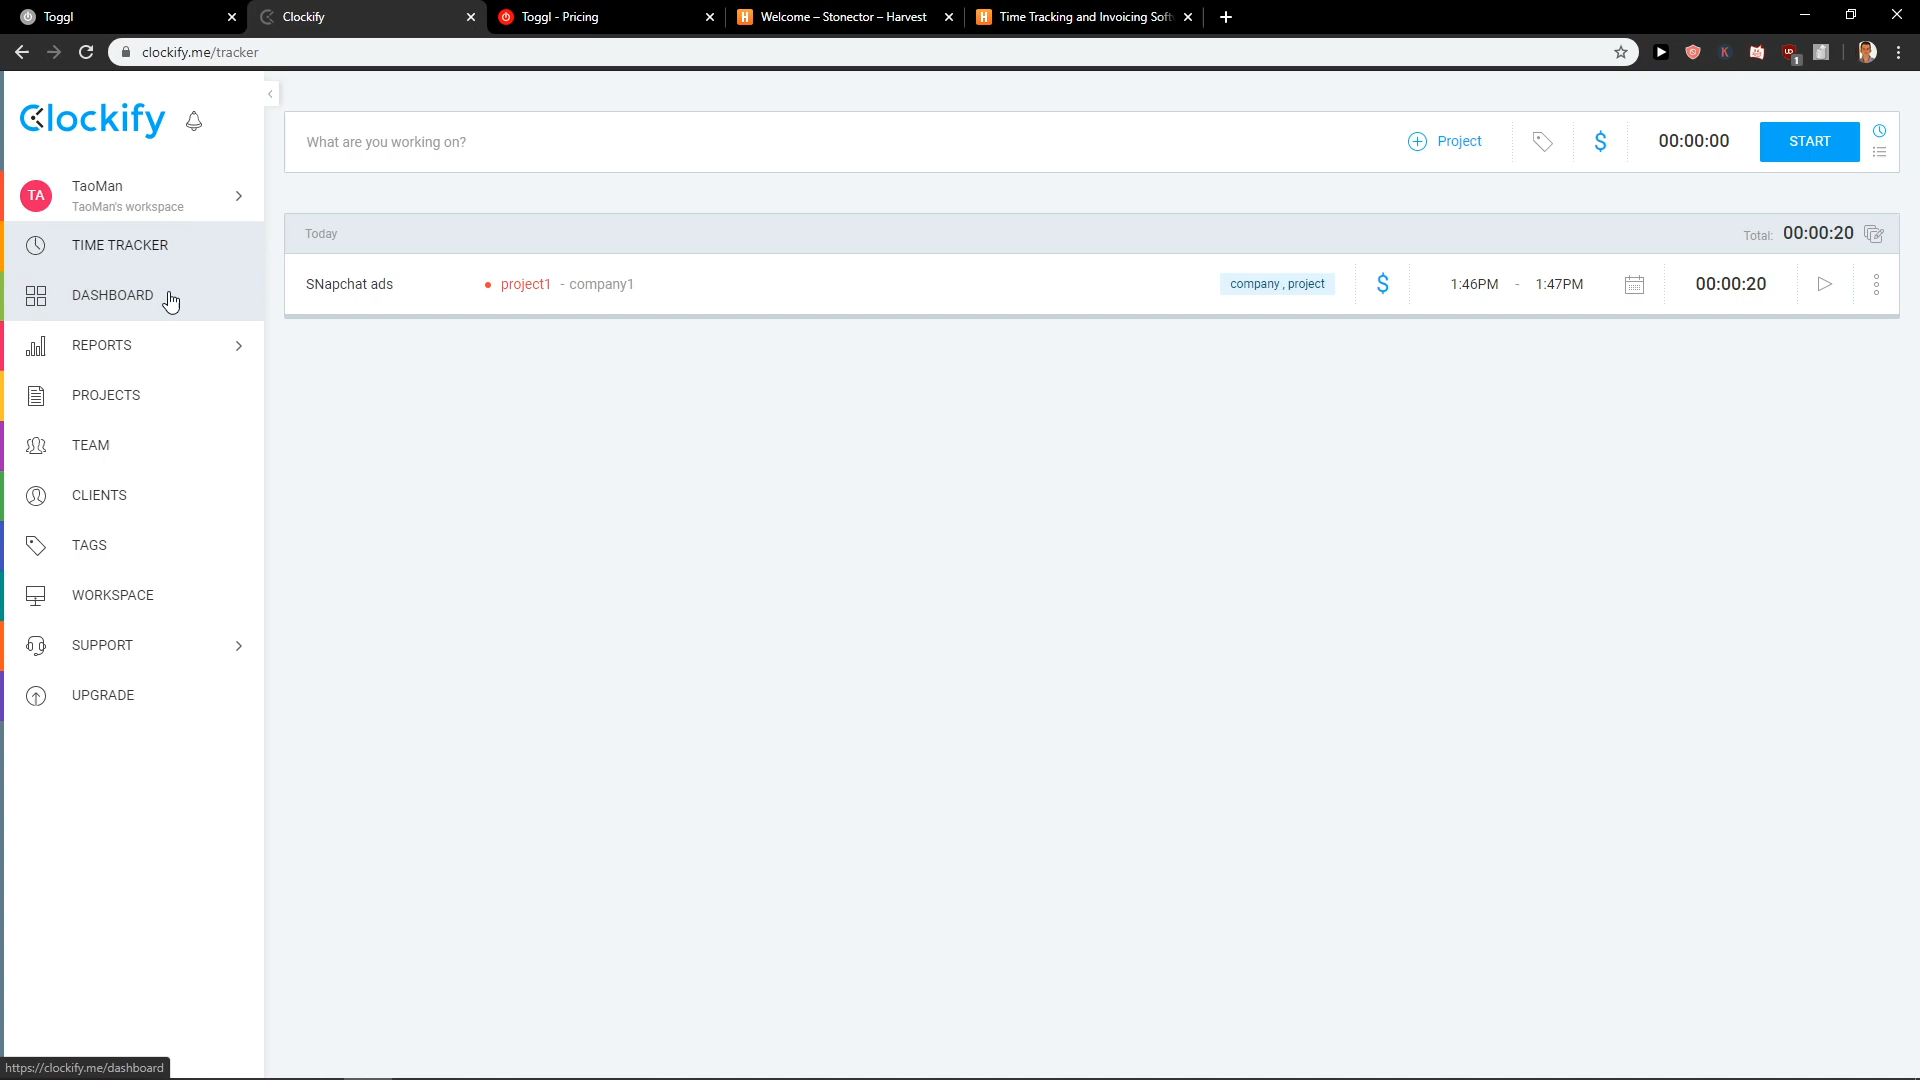 Toggl
Clockify
Toggl - Pricing
Welcome – Stonector – Harvest
Time Tracking and Invoicing Soft
clockify.me/tracker
Clockify
TA
TaoMan
TaoMan's workspace
TIME TRACKER
DASHBOARD
REPORTS
PROJECTS
TEAM
CLIENTS
TAGS
WORKSPACE
SUPPORT
UPGRADE
What are you working on?
Project
$
00:00:00
START
Today
Total: 00:00:20
SNapchat ads
project1 - company1
company , project
$
1:46PM - 1:47PM
00:00:20
https://clockify.me/dashboard